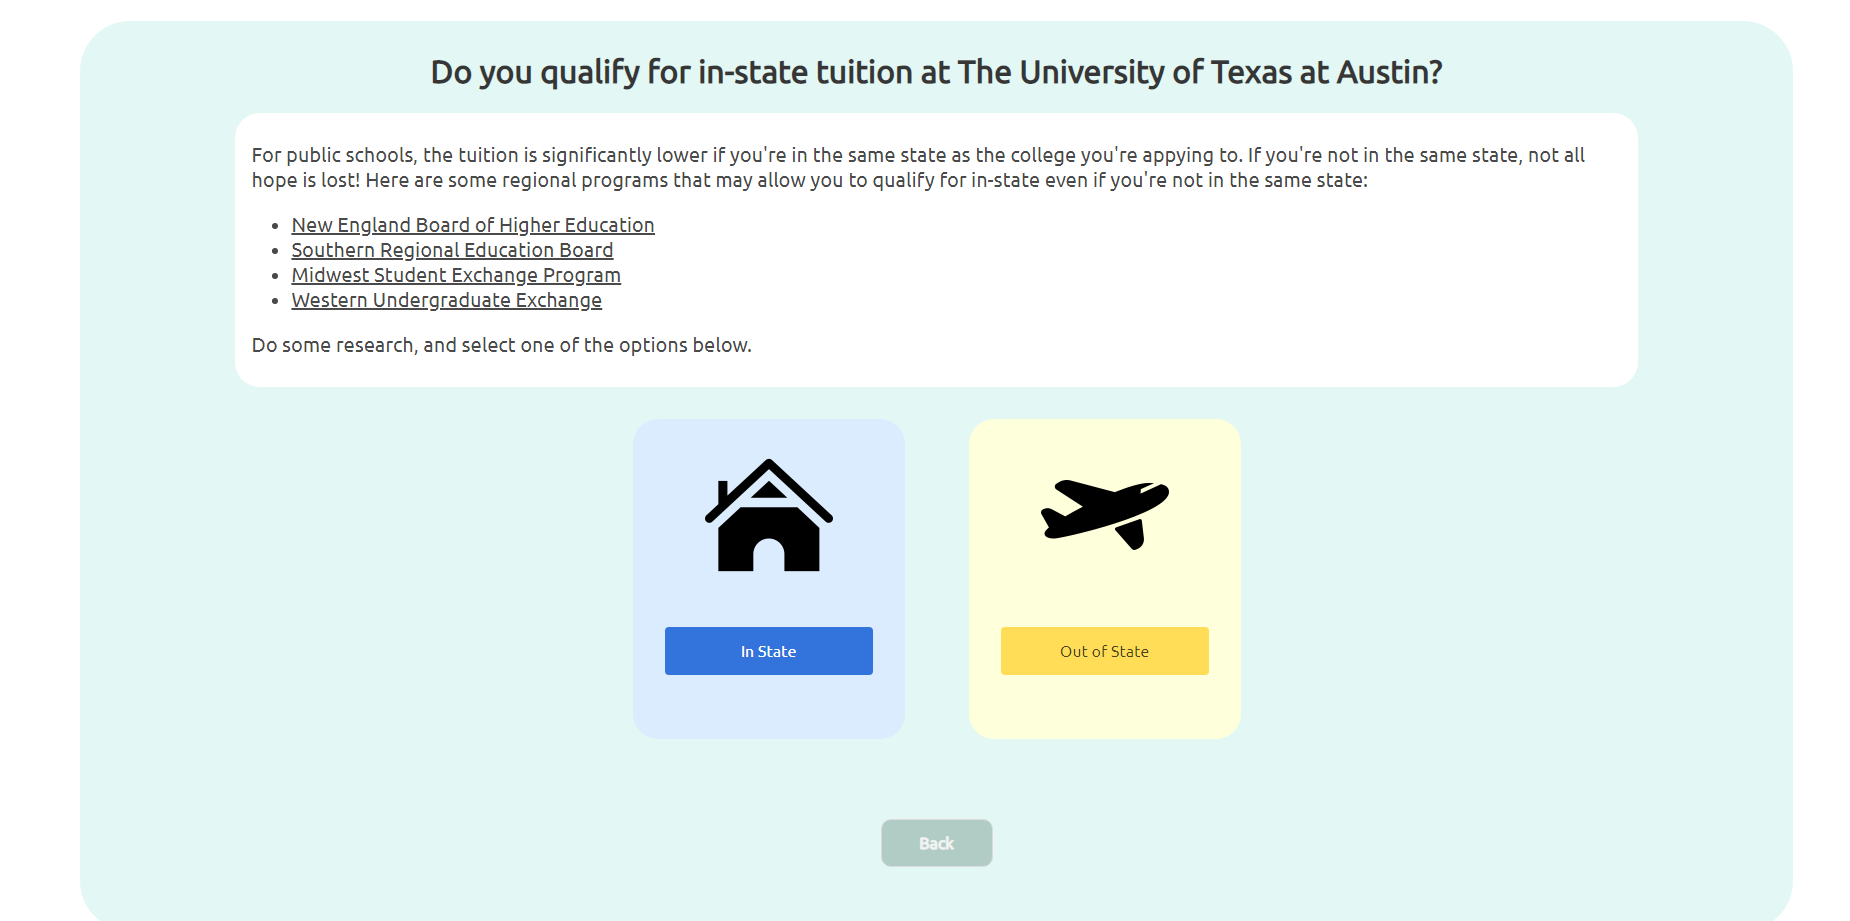 Do you qualify for in-state tuition at The University of Texas at Austin?
For public schools, the tuition is significantly lower if you're in the same state as the college you're appying to. If you're not in the same state, not all
hope is lost! Here are some regional programs that may allow you to qualify for in-state even if you're not in the same state:
• New England Board of Higher Education
• Southern Regional Education Board
• Midwest Student Exchange Program
• Western Undergraduate Exchange
Do some research, and select one of the options below.
In State
Out of State
Back